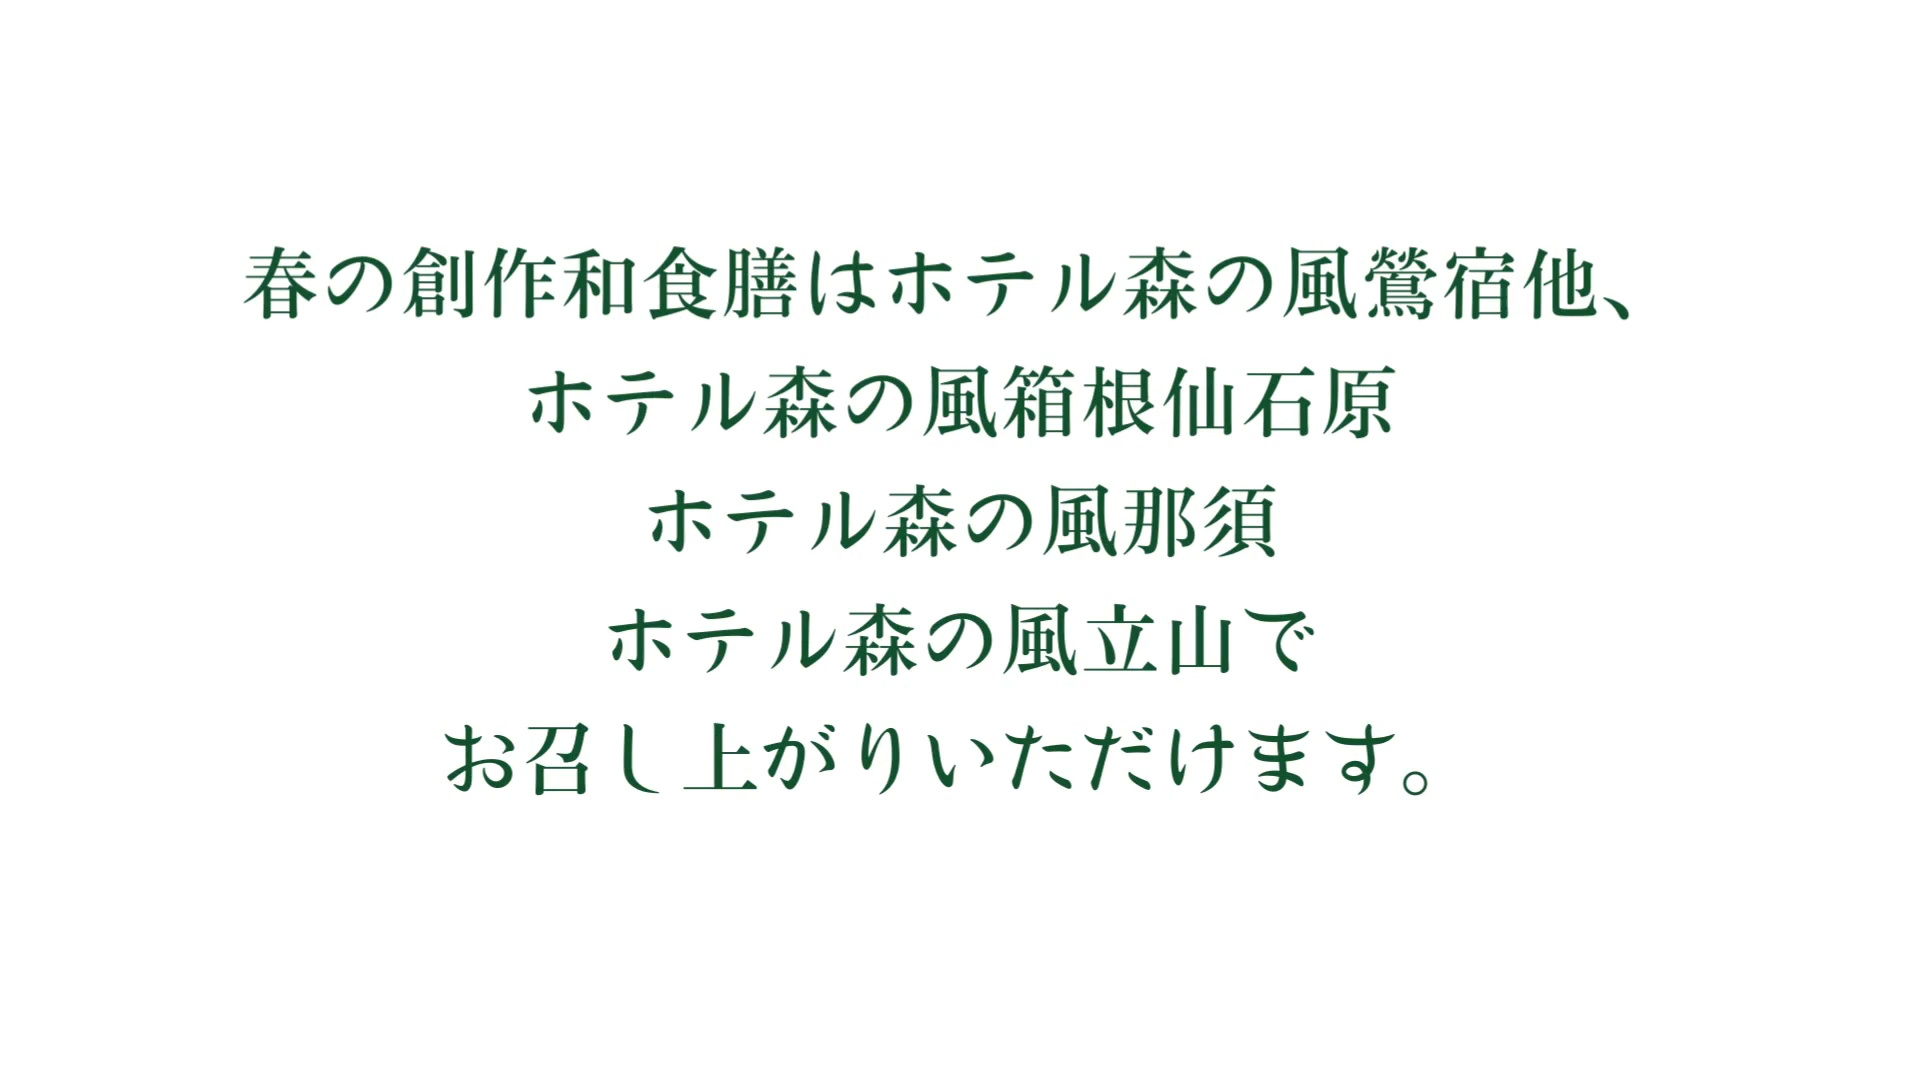 春の創作和食膳はホテル森の風鶯宿他、
ホテル森の風箱根仙石原
ホテル森の風那須
ホテル森の風立山で
お召し上がりいただけます。